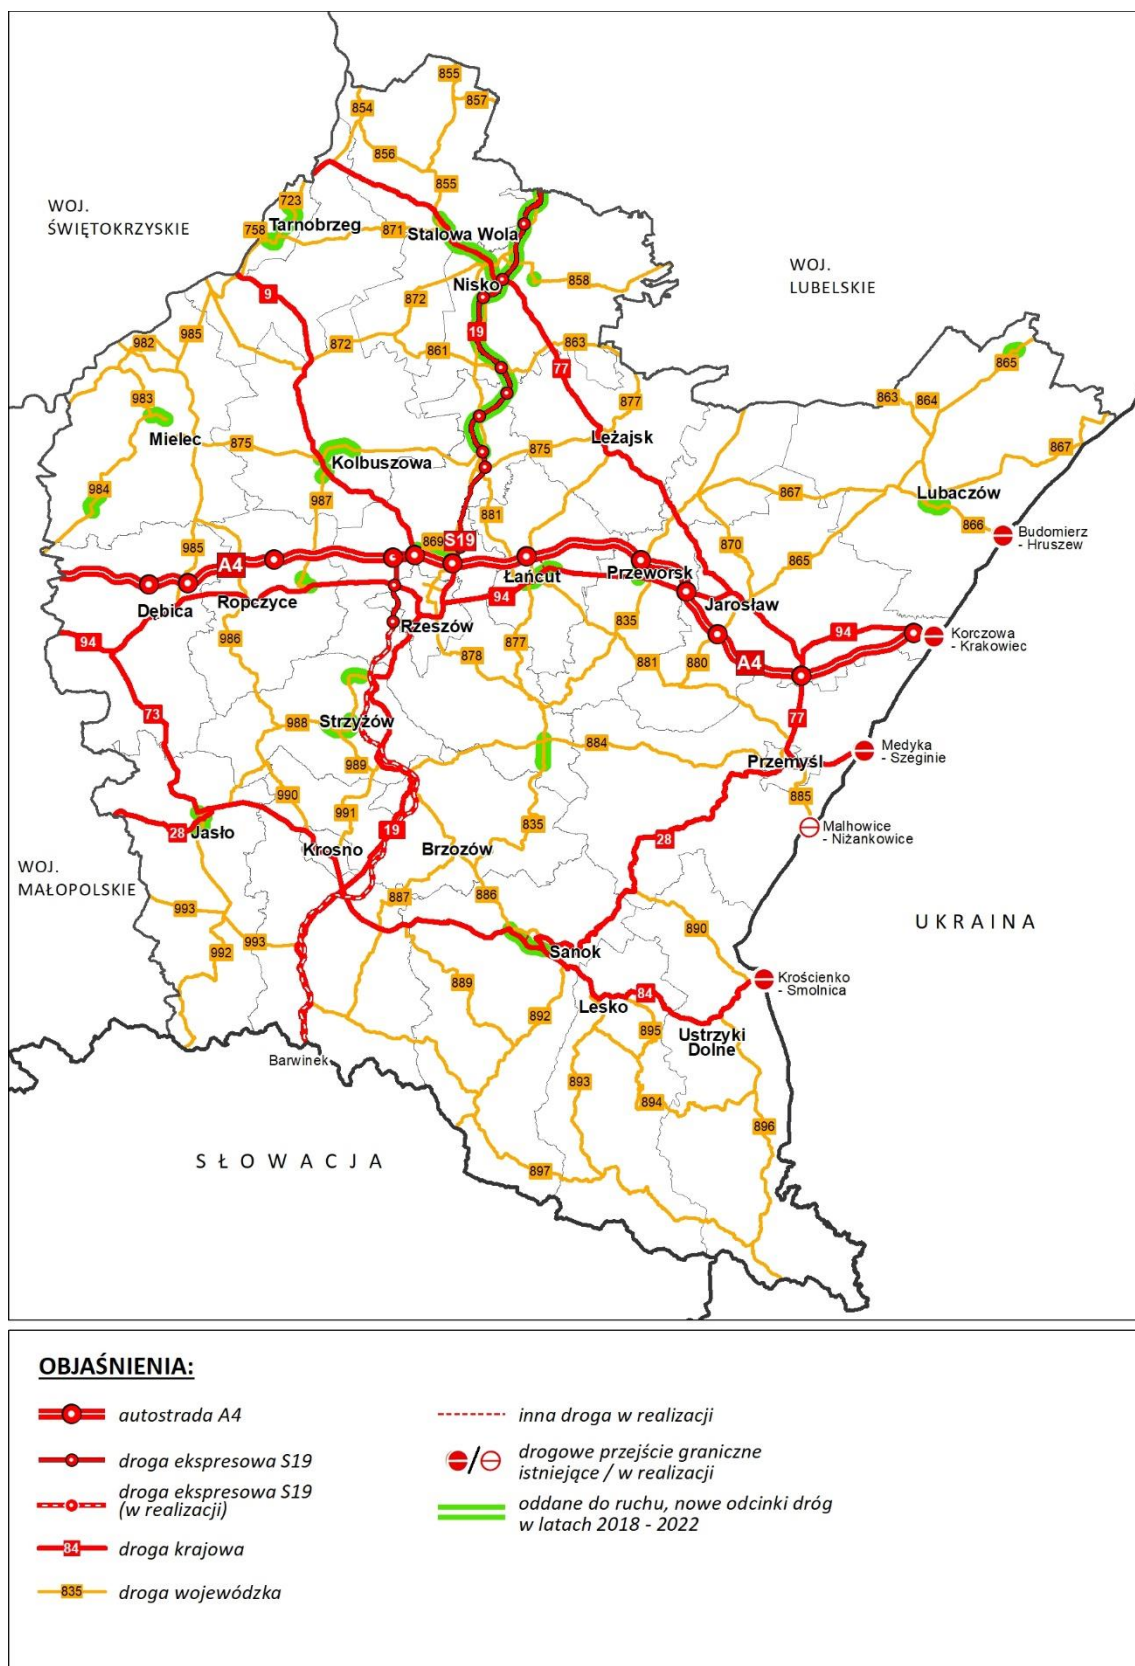 855
857
854
856
855
723
WOJ.
ŚWIĘTOKRZYSKIE
Tarnobrzeg
758
871
Stalowa Wola
WOJ.
LUBELSKIE
Nisko
858
9
872
19
982
985
872
861
863
865
77
983
877
863
864
Mielec
875
Leżajsk
875
867
Kolbuszowa
984
987
867
Lubaczów
881
866
Budomierz
- Hruszew
985
869
S19
870
A4
865
Łańcut
Przeworsk
Dębica
Ropczyce
94
Jarosław
986
Rzeszów
835
94
94
Korczowa
- Krakowiec
877
878
881
880
A4
73
988
Strzyżów
77
884
Medyka
- Szeginie
989
Przemyśl
990
885
991
19
835
28
Jasło
28
Malhowice
- Niżankowice
Krosno
Brzozów
WOJ.
MAŁOPOLSKIE
887
886
993
890
UKRAINA
993
992
Sanok
889
Krościenko
- Smolnica
84
Lesko
892
895
Ustrzyki
Dolne
Barwinek
893
894
896
SŁOWACJA
897
OBJAŚNIENIA:
autostrada A4
droga ekspresowa S19
droga ekspresowa S19
(w realizacji)
84
droga krajowa
835
droga wojewódzka
inna droga w realizacji
/
drogowe przejście graniczne
istniejące / w realizacji
oddane do ruchu, nowe odcinki dróg
w latach 2018 - 2022